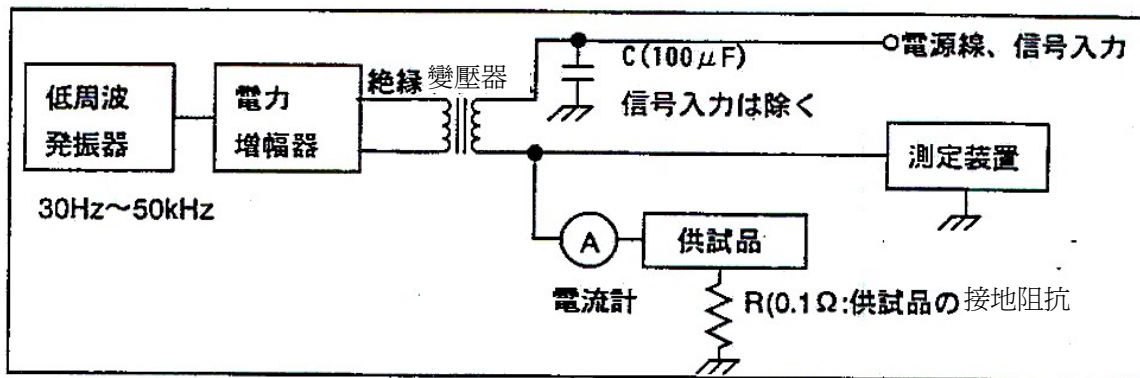 C(100μF)
電源線、信号入力
絶縁 變壓器
低周波
発振器
電力
増幅器
信号入力は除く
測定装置
30Hz～50kHz
A
供試品
電流計
R(0.1Ω:供試品の 接地阻抗